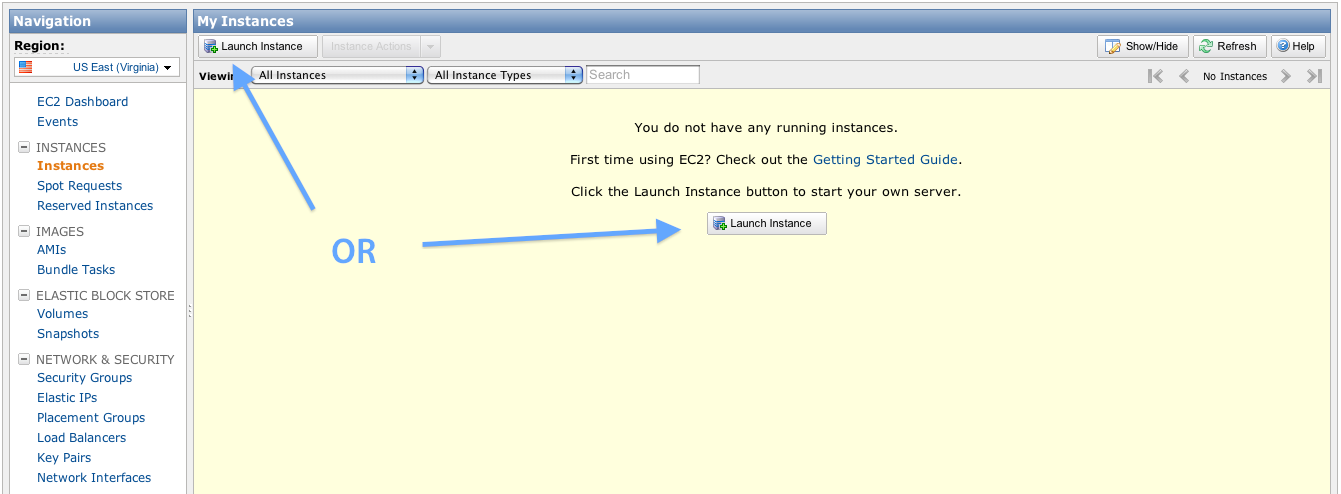 Navigation
Region:
US East (Virginia)
EC2 Dashboard
Events
INSTANCES
Instances
Spot Requests
Reserved Instances
IMAGES
AMIs
Bundle Tasks
ELASTIC BLOCK STORE
Volumes
Snapshots
NETWORK & SECURITY
Security Groups
Elastic IPs
Placement Groups
Load Balancers
Key Pairs
Network Interfaces
My Instances
Launch Instance Instance Actions Show/Hide Refresh Help
All Instances All Instance Types Search No Instances
You do not have any running instances.
First time using EC2? Check out the Getting Started Guide.
Click the Launch Instance button to start your own server.
Launch Instance
OR